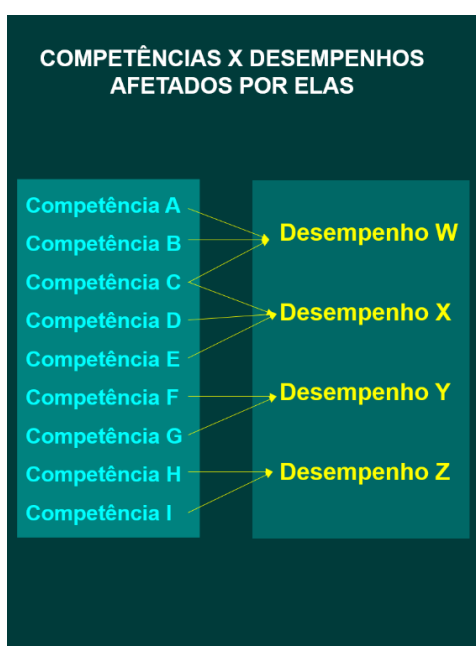 COMPETÊNCIAS X DESEMPENHOS
AFETADOS POR ELAS
Competência A
Competência B
Competência C
Competência D
Competência E
Competência F
Competência G
Competência H
Competência I
Desempenho W
Desempenho X
Desempenho Y
Desempenho Z